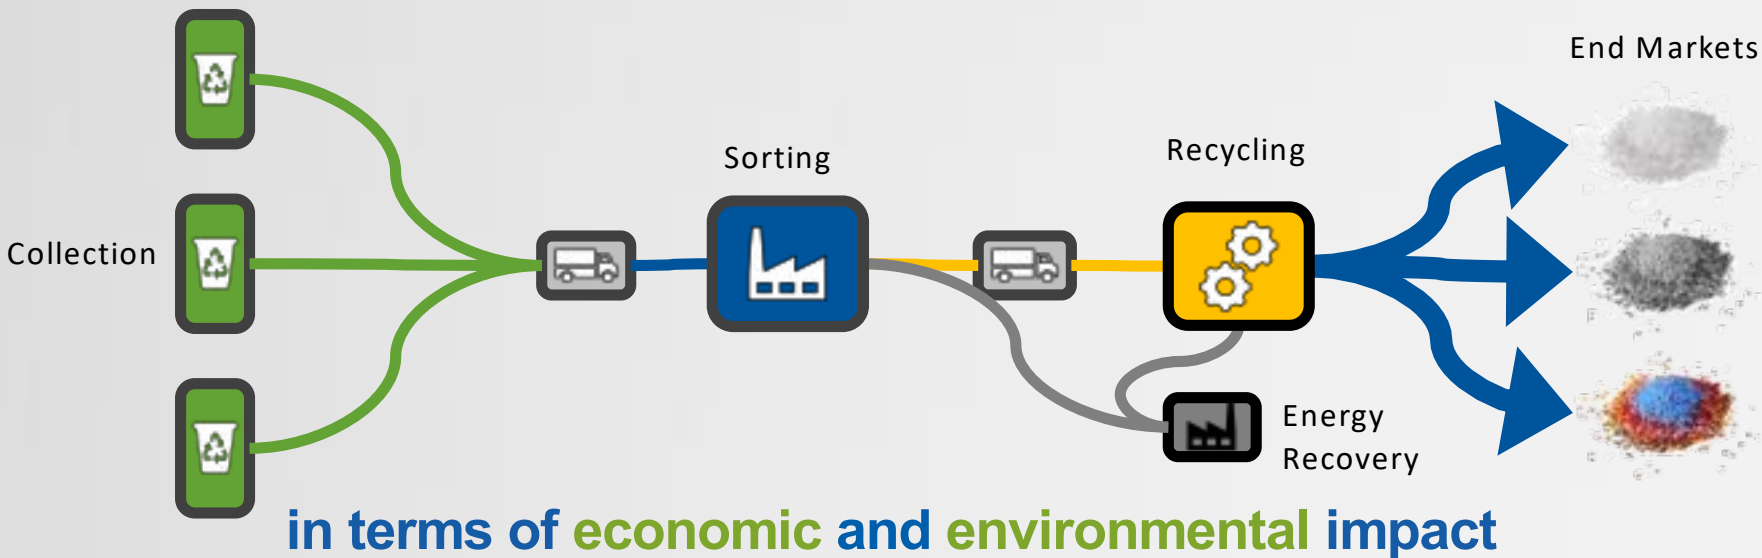 End Markets
Sorting
Recycling
Collection
Energy
Recovery
in terms of economic and environmental impact